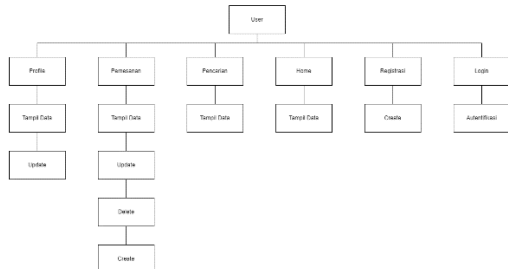 User
Profile
Pemesanan
Pencarian
Home
Registrasi
Login
Tampil Data
Tampil Data
Tampil Data
Tampil Data
Create
Autentifikasi
Update
Update
Delete
Create